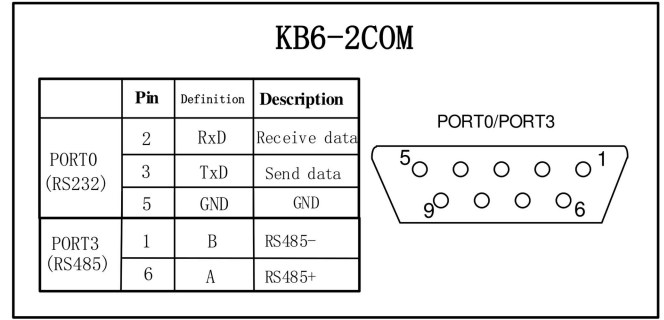 KB6-2COM
Pin Definition Description
PORT0 (RS232)
2 RxD Receive data
3 TxD Send data
5 GND GND
PORT3 (RS485)
1 B RS485-
6 A RS485+
PORT0/PORT3
5 1
9 6